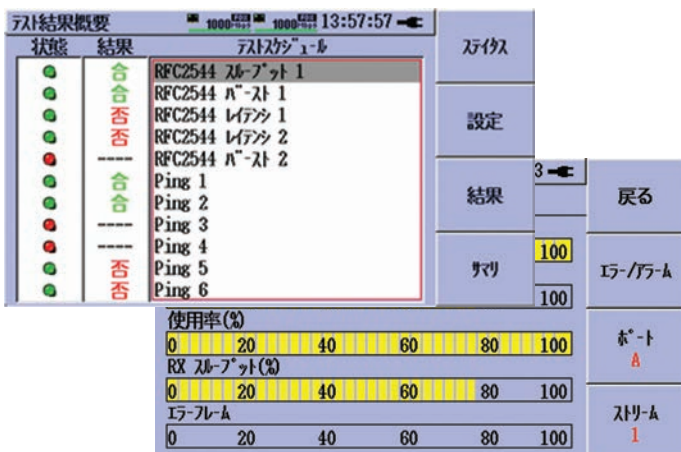 ﾃｽﾄ結果概要 1000 1000 13:57:57
状態 結果 ﾃｽﾄｽｹｼﾞｭｰﾙ
合 RFC2544 ｽﾙｰﾌﾟｯﾄ 1
合 RFC2544 ﾊﾞｰｽﾄ 1
否 RFC2544 ﾚｲﾃﾝｼ 1
否 RFC2544 ﾚｲﾃﾝｼ 2
---- RFC2544 ﾊﾞｰｽﾄ 2
合 Ping 1
合 Ping 2
---- Ping 3
---- Ping 4
否 Ping 5
否 Ping 6
ｽﾃｲﾀｽ
設定
結果
ｻﾏﾘ
3
100
100
使用率(%)
0 20 40 60 80 100
RX ｽﾙｰﾌﾟｯﾄ(%)
0 20 40 60 80 100
ｴﾗｰﾌﾚｰﾑ
0 20 40 60 80 100
戻る
ｴﾗｰ/ｱﾗｰﾑ
ﾎﾟｰﾄ
A
ｽﾄﾘｰﾑ
1